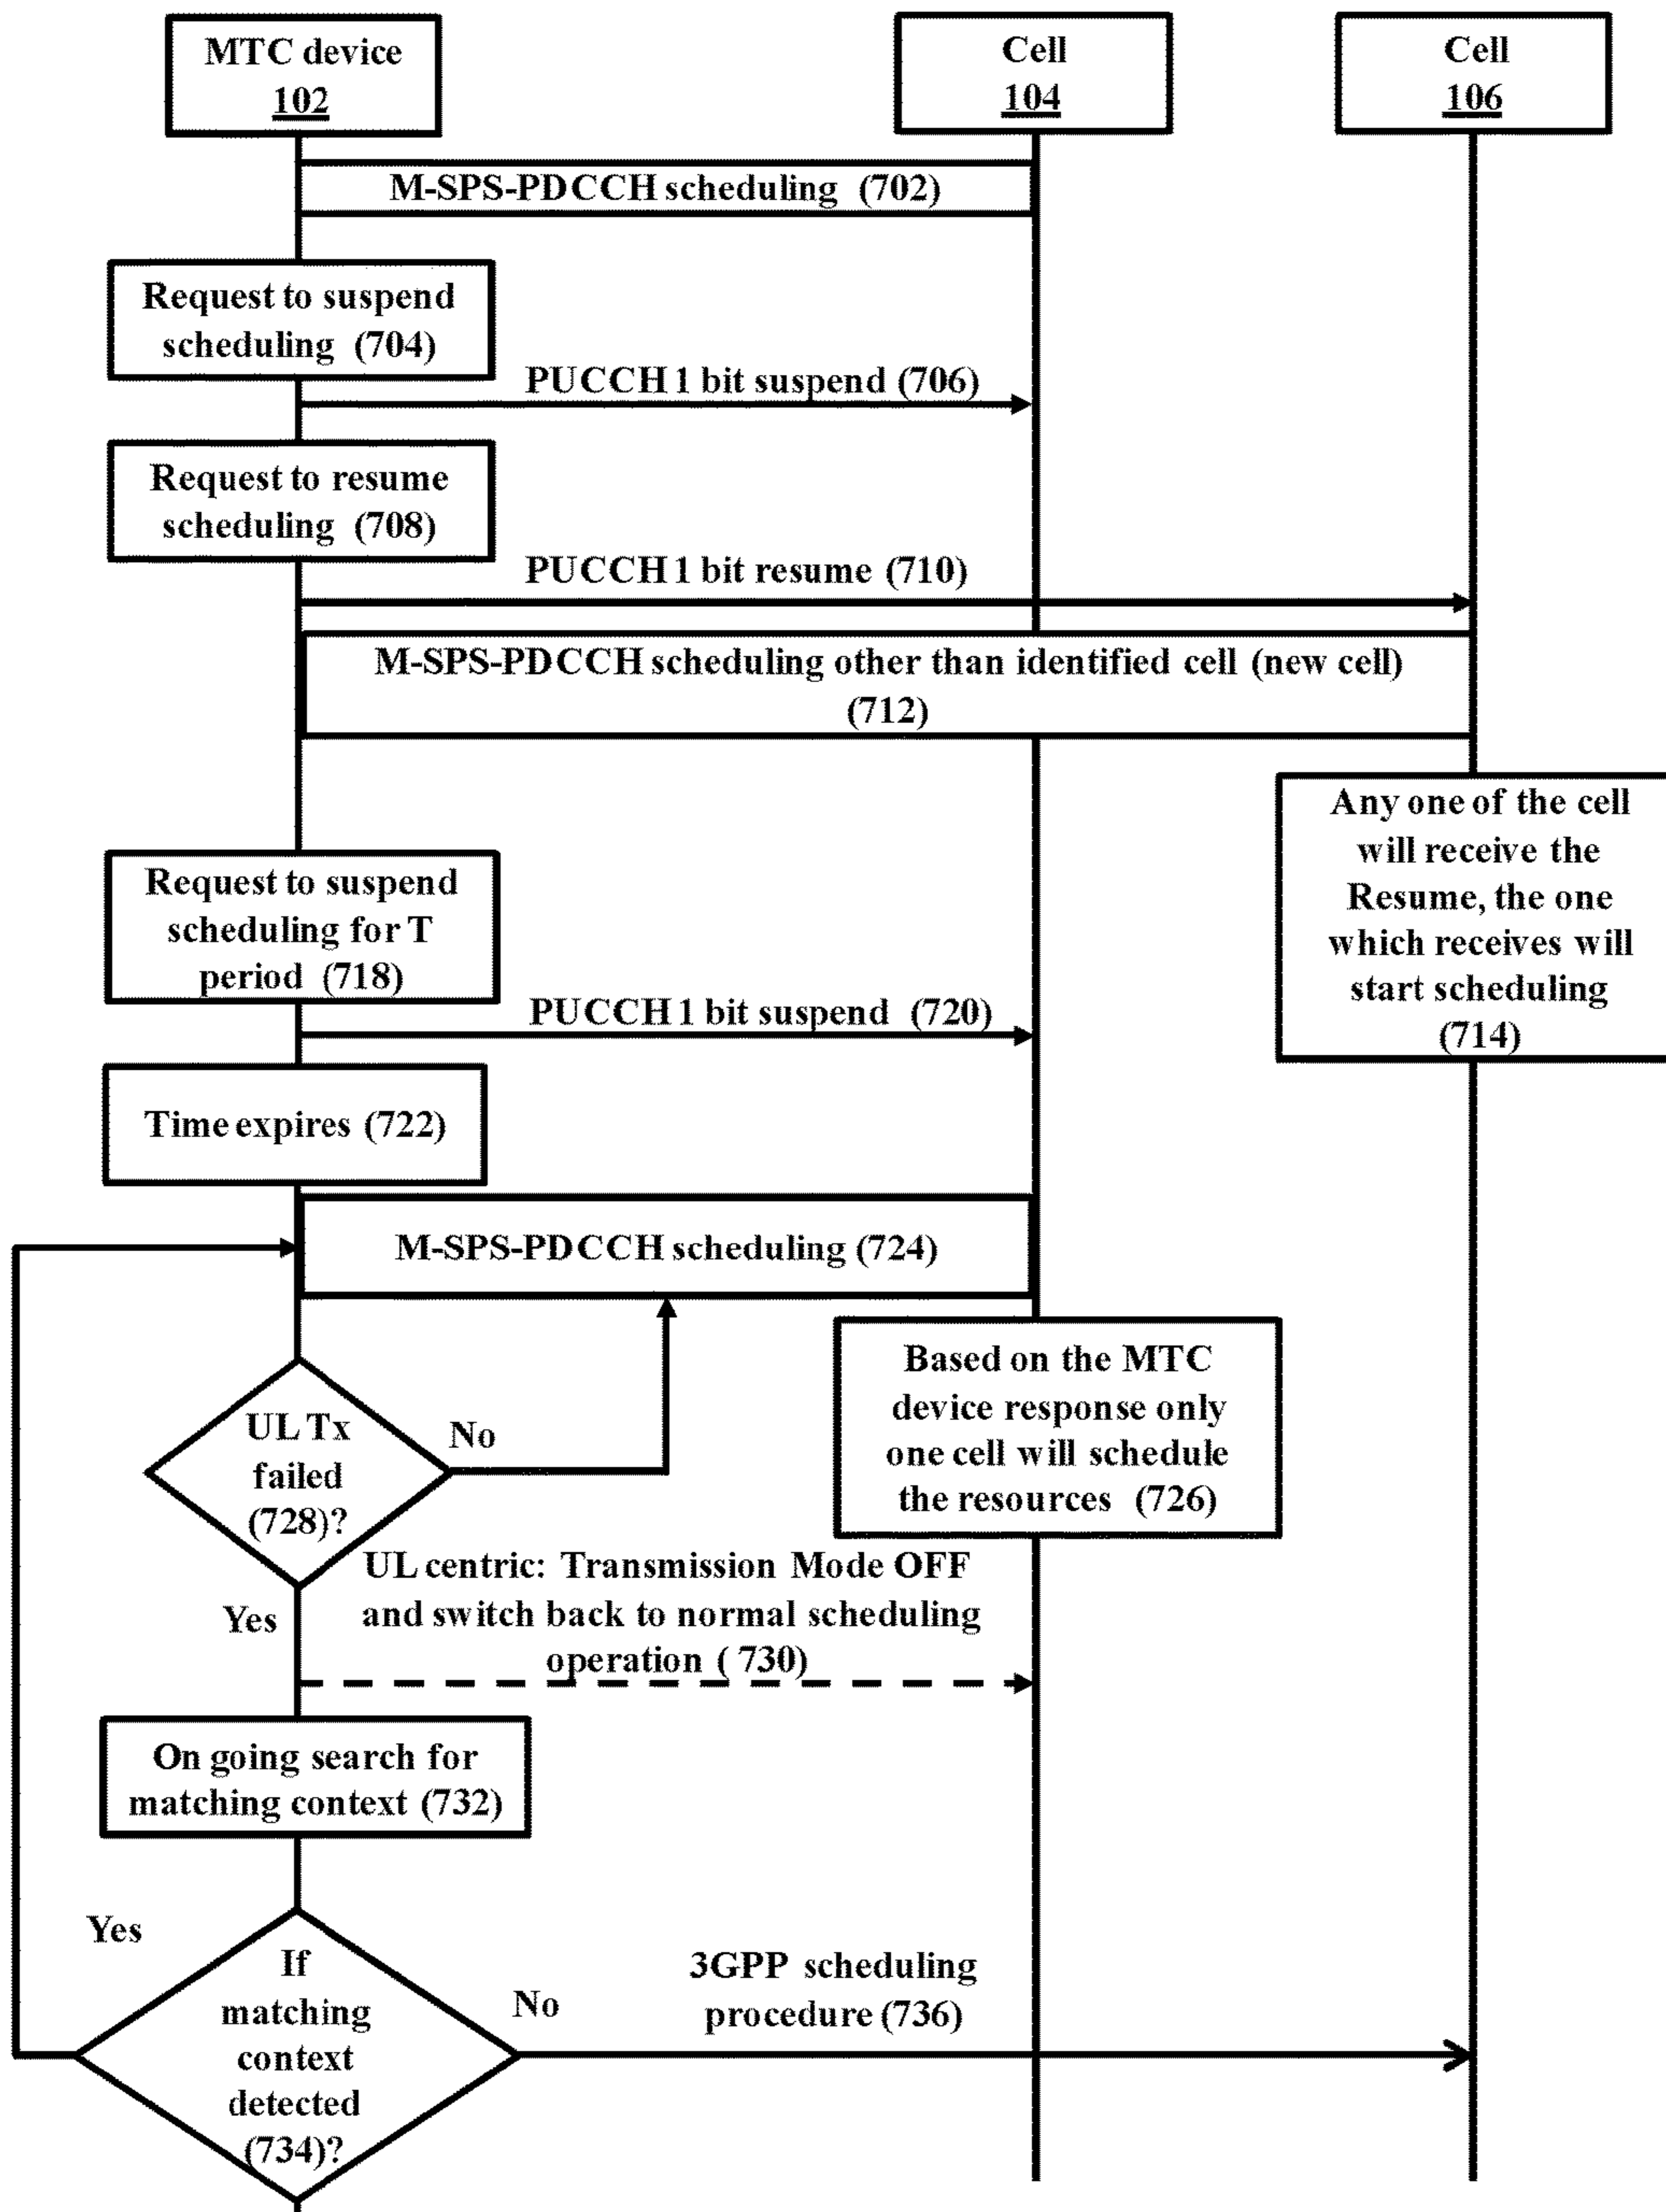 MTC device
102
Cell
104
Cell
106
M-SPS-PDCCH scheduling (702)
Request to suspend
scheduling (704)
PUCCH 1 bit suspend (706)
Request to resume
scheduling (708)
PUCCH 1 bit resume (710)
M-SPS-PDCCH scheduling other than identified cell (new cell)
(712)
Any one of the cell
will receive the
Resume, the one
which receives will
start scheduling
(714)
Request to suspend
scheduling for T
period (718)
PUCCH 1 bit suspend (720)
Time expires (722)
M-SPS-PDCCH scheduling (724)
Based on the MTC
device response only
one cell will schedule
the resources (726)
UL Tx
failed
(728)?
No
Yes
UL centric: Transmission Mode OFF
and switch back to normal scheduling
operation ( 730)
On going search for
matching context (732)
Yes
If
matching
context
detected
(734)?
No
3GPP scheduling
procedure (736)